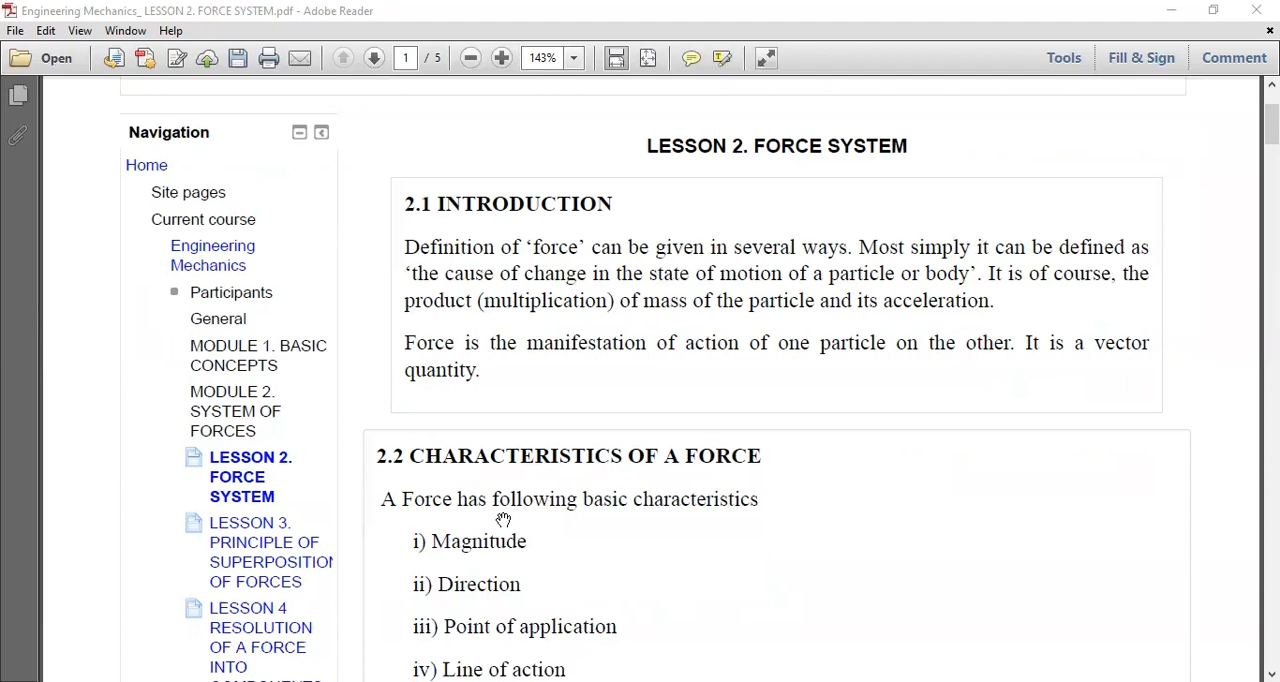 Engineering Mechanics_ LESSON 2. FORCE SYSTEM.pdf - Adobe Reader
File Edit View Window Help
Open 1 / 5 143% Tools Fill & Sign Comment
Navigation
Home
Site pages
Current course
Engineering
Mechanics
Participants
General
MODULE 1. BASIC
CONCEPTS
MODULE 2.
SYSTEM OF
FORCES
LESSON 2.
FORCE
SYSTEM
LESSON 3.
PRINCIPLE OF
SUPERPOSITION
OF FORCES
LESSON 4
RESOLUTION
OF A FORCE
INTO
LESSON 2. FORCE SYSTEM
2.1 INTRODUCTION
Definition of ‘force’ can be given in several ways. Most simply it can be defined as
‘the cause of change in the state of motion of a particle or body’. It is of course, the
product (multiplication) of mass of the particle and its acceleration.
Force is the manifestation of action of one particle on the other. It is a vector
quantity.
2.2 CHARACTERISTICS OF A FORCE
A Force has following basic characteristics
i) Magnitude
ii) Direction
iii) Point of application
iv) Line of action